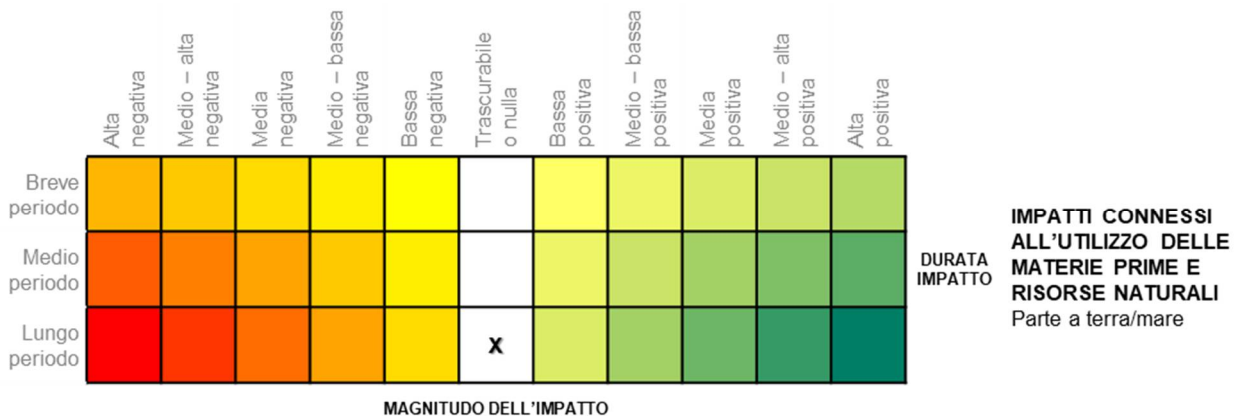 Alta
negativa
Medio – alta
negativa
Media
negativa
Medio – bassa
negativa
Bassa
negativa
Trascurabile
o nulla
Bassa
positiva
Medio – bassa
positiva
Media
positiva
Medio – alta
positiva
Alta
positiva
Breve
periodo
Medio
periodo
Lungo
periodo
X
DURATA
IMPATTO
IMPATTI CONNESSI
ALL'UTILIZZO DELLE
MATERIE PRIME E
RISORSE NATURALI
Parte a terra/mare
MAGNITUDO DELL'IMPATTO